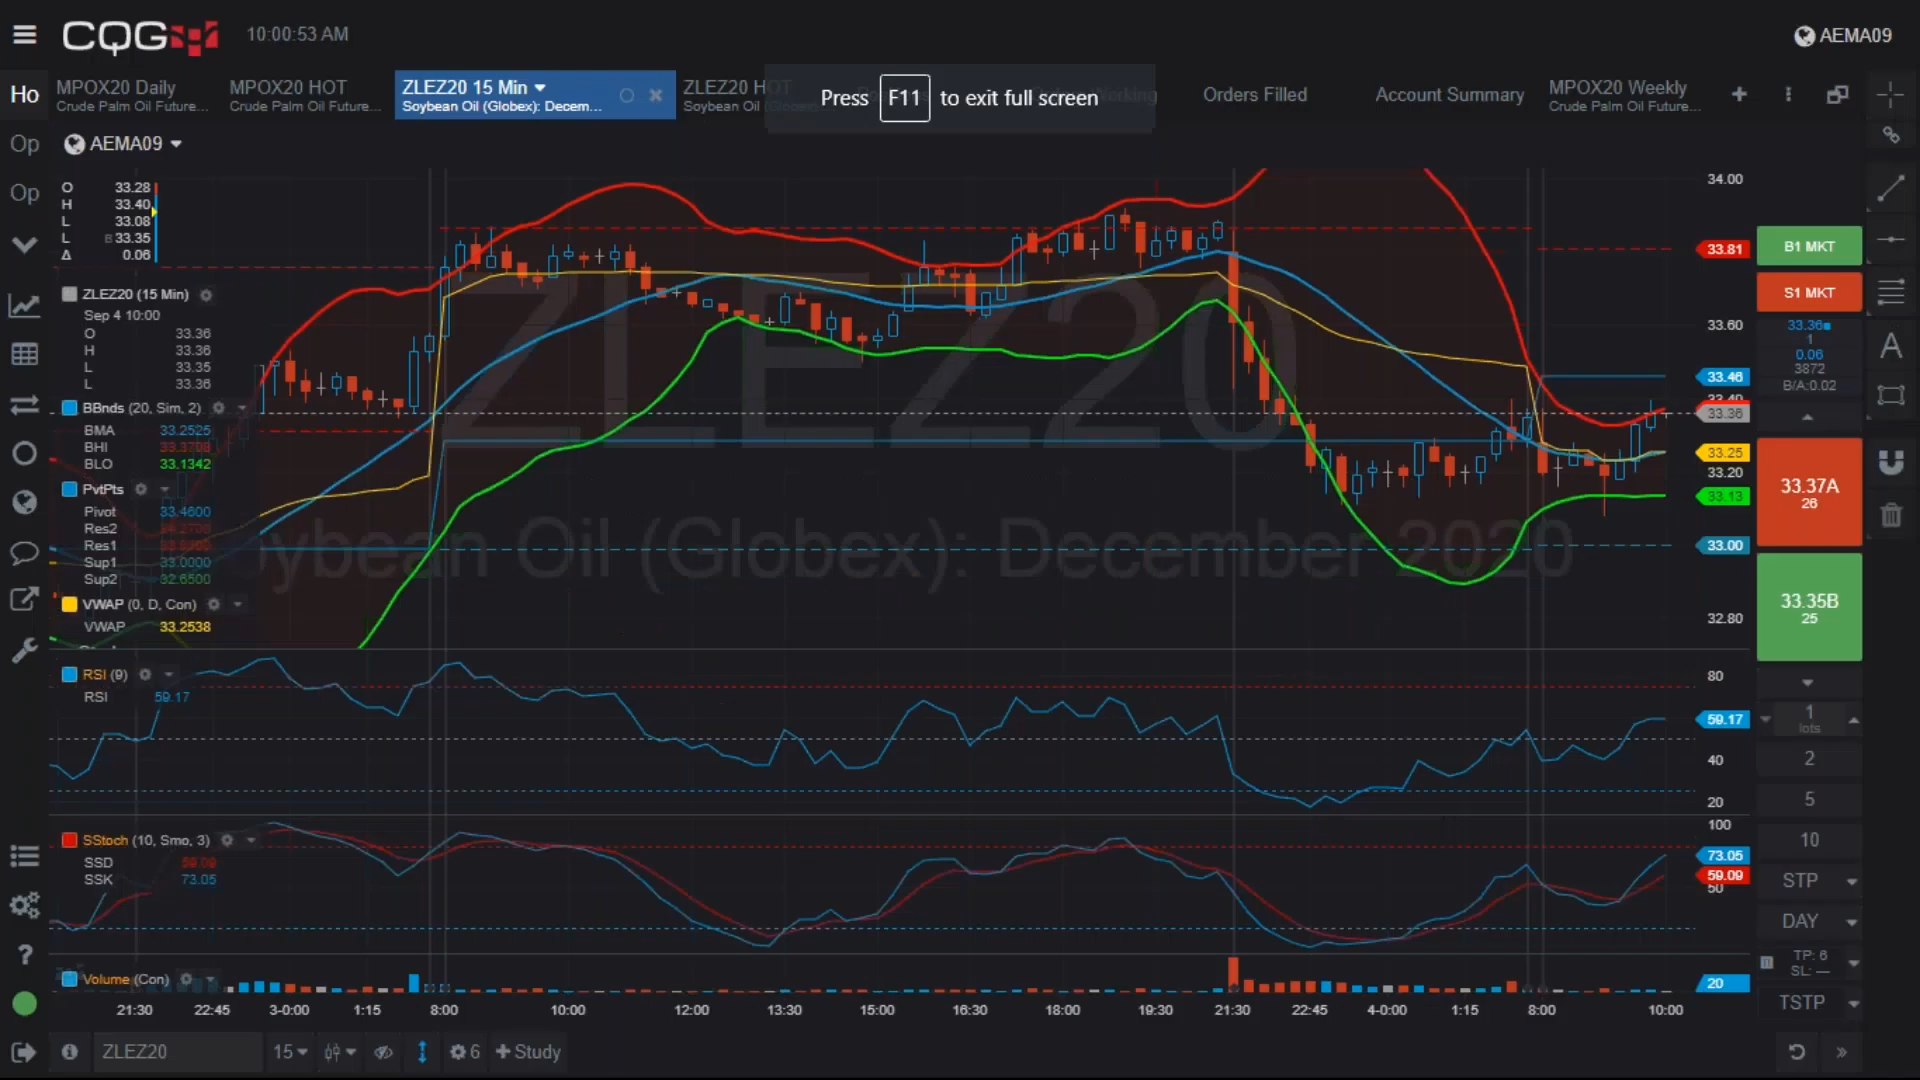 CQG
10:00:53 AM
AEMA09
Ho
MPOX20 Daily
Crude Palm Oil Future...
MPOX20 HOT
Crude Palm Oil Future...
ZLEZ20 15 Min
Soybean Oil (Globex): Decem...
ZLEZ20 HOT
Soybean Oil (Globex
Press F11 to exit full screen
Orders Filled
Account Summary
MPOX20 Weekly
Crude Palm Oil Future...
Op
AEMA09
Op
O 33.28
H 33.40
L 33.08
L B 33.35
Δ 0.06
ZLEZ20 (15 Min)
Sep 4 10:00
O 33.36
H 33.36
L 33.35
L 33.36
BBnds (20, Sim, 2)
BMA 33.2525
BHI 33.3708
BLO 33.1342
PvtPts
Pivot 33.4600
Res2
Res1
Sup1 33.0000
Sup2 32.6500
VWAP (0, D, Con)
VWAP 33.2538
ZLEZ20
Soybean Oil (Globex): December 2020
34.00
33.81
33.60
33.46
33.40
33.36
33.25
33.20
33.13
33.00
32.80
B1 MKT
S1 MKT
33.36
1
0.06
3872
B/A:0.02
33.37A
26
33.35B
25
RSI (9)
RSI 59.17
80
59.17
40
20
1
lots
2
5
10
STP
DAY
TP: 6
SL: —
TSTP
SStoch (10, Smo, 3)
SSD 59.09
SSK 73.05
100
73.05
59.09
50
Volume (Con)
20
21:30 22:45 3-0:00 1:15 8:00 10:00 12:00 13:30 15:00 16:30 18:00 19:30 21:30 22:45 4-0:00 1:15 8:00 10:00
ZLEZ20
15
6
+ Study